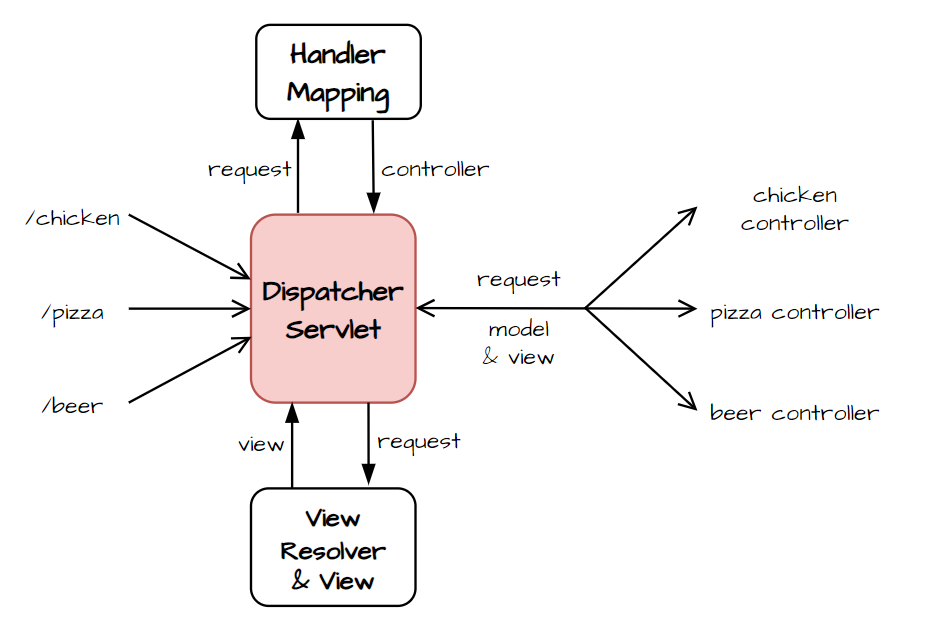 Handler
Mapping
request
controller
/chicken
/pizza
/beer
Dispatcher
Servlet
request
model
& view
chicken
controller
pizza controller
beer controller
view
request
View
Resolver
& View